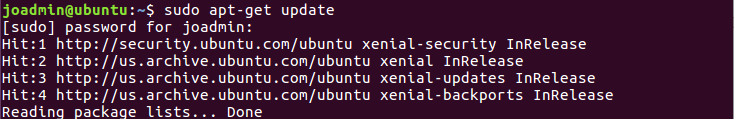 joadmin@ubuntu:~$ sudo apt-get update
[sudo] password for joadmin:
Hit:1 http://security.ubuntu.com/ubuntu xenial-security InRelease
Hit:2 http://us.archive.ubuntu.com/ubuntu xenial InRelease
Hit:3 http://us.archive.ubuntu.com/ubuntu xenial-updates InRelease
Hit:4 http://us.archive.ubuntu.com/ubuntu xenial-backports InRelease
Reading package lists... Done